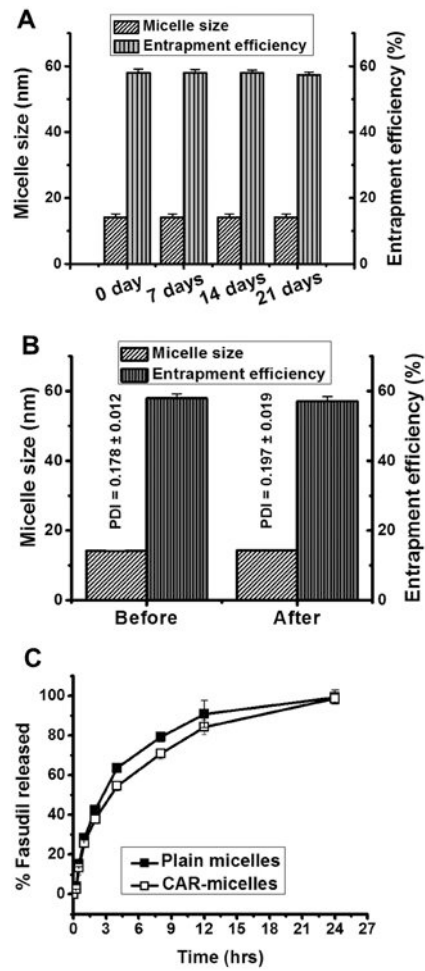 A
Micelle size
Entrapment efficiency
Micelle size (nm)
60
40
20
0
Entrapment efficiency (%)
60
40
20
0
0 day
7 days
14 days
21 days
B
Micelle size
Entrapment efficiency
Micelle size (nm)
60
40
20
0
PDI = 0.178 ± 0.012
PDI = 0.197 ± 0.019
Entrapment efficiency (%)
60
40
20
0
Before
After
C
% Fasudil released
100
80
60
40
20
0
Plain micelles
CAR-micelles
0 3 6 9 12 15 18 21 24 27
Time (hrs)